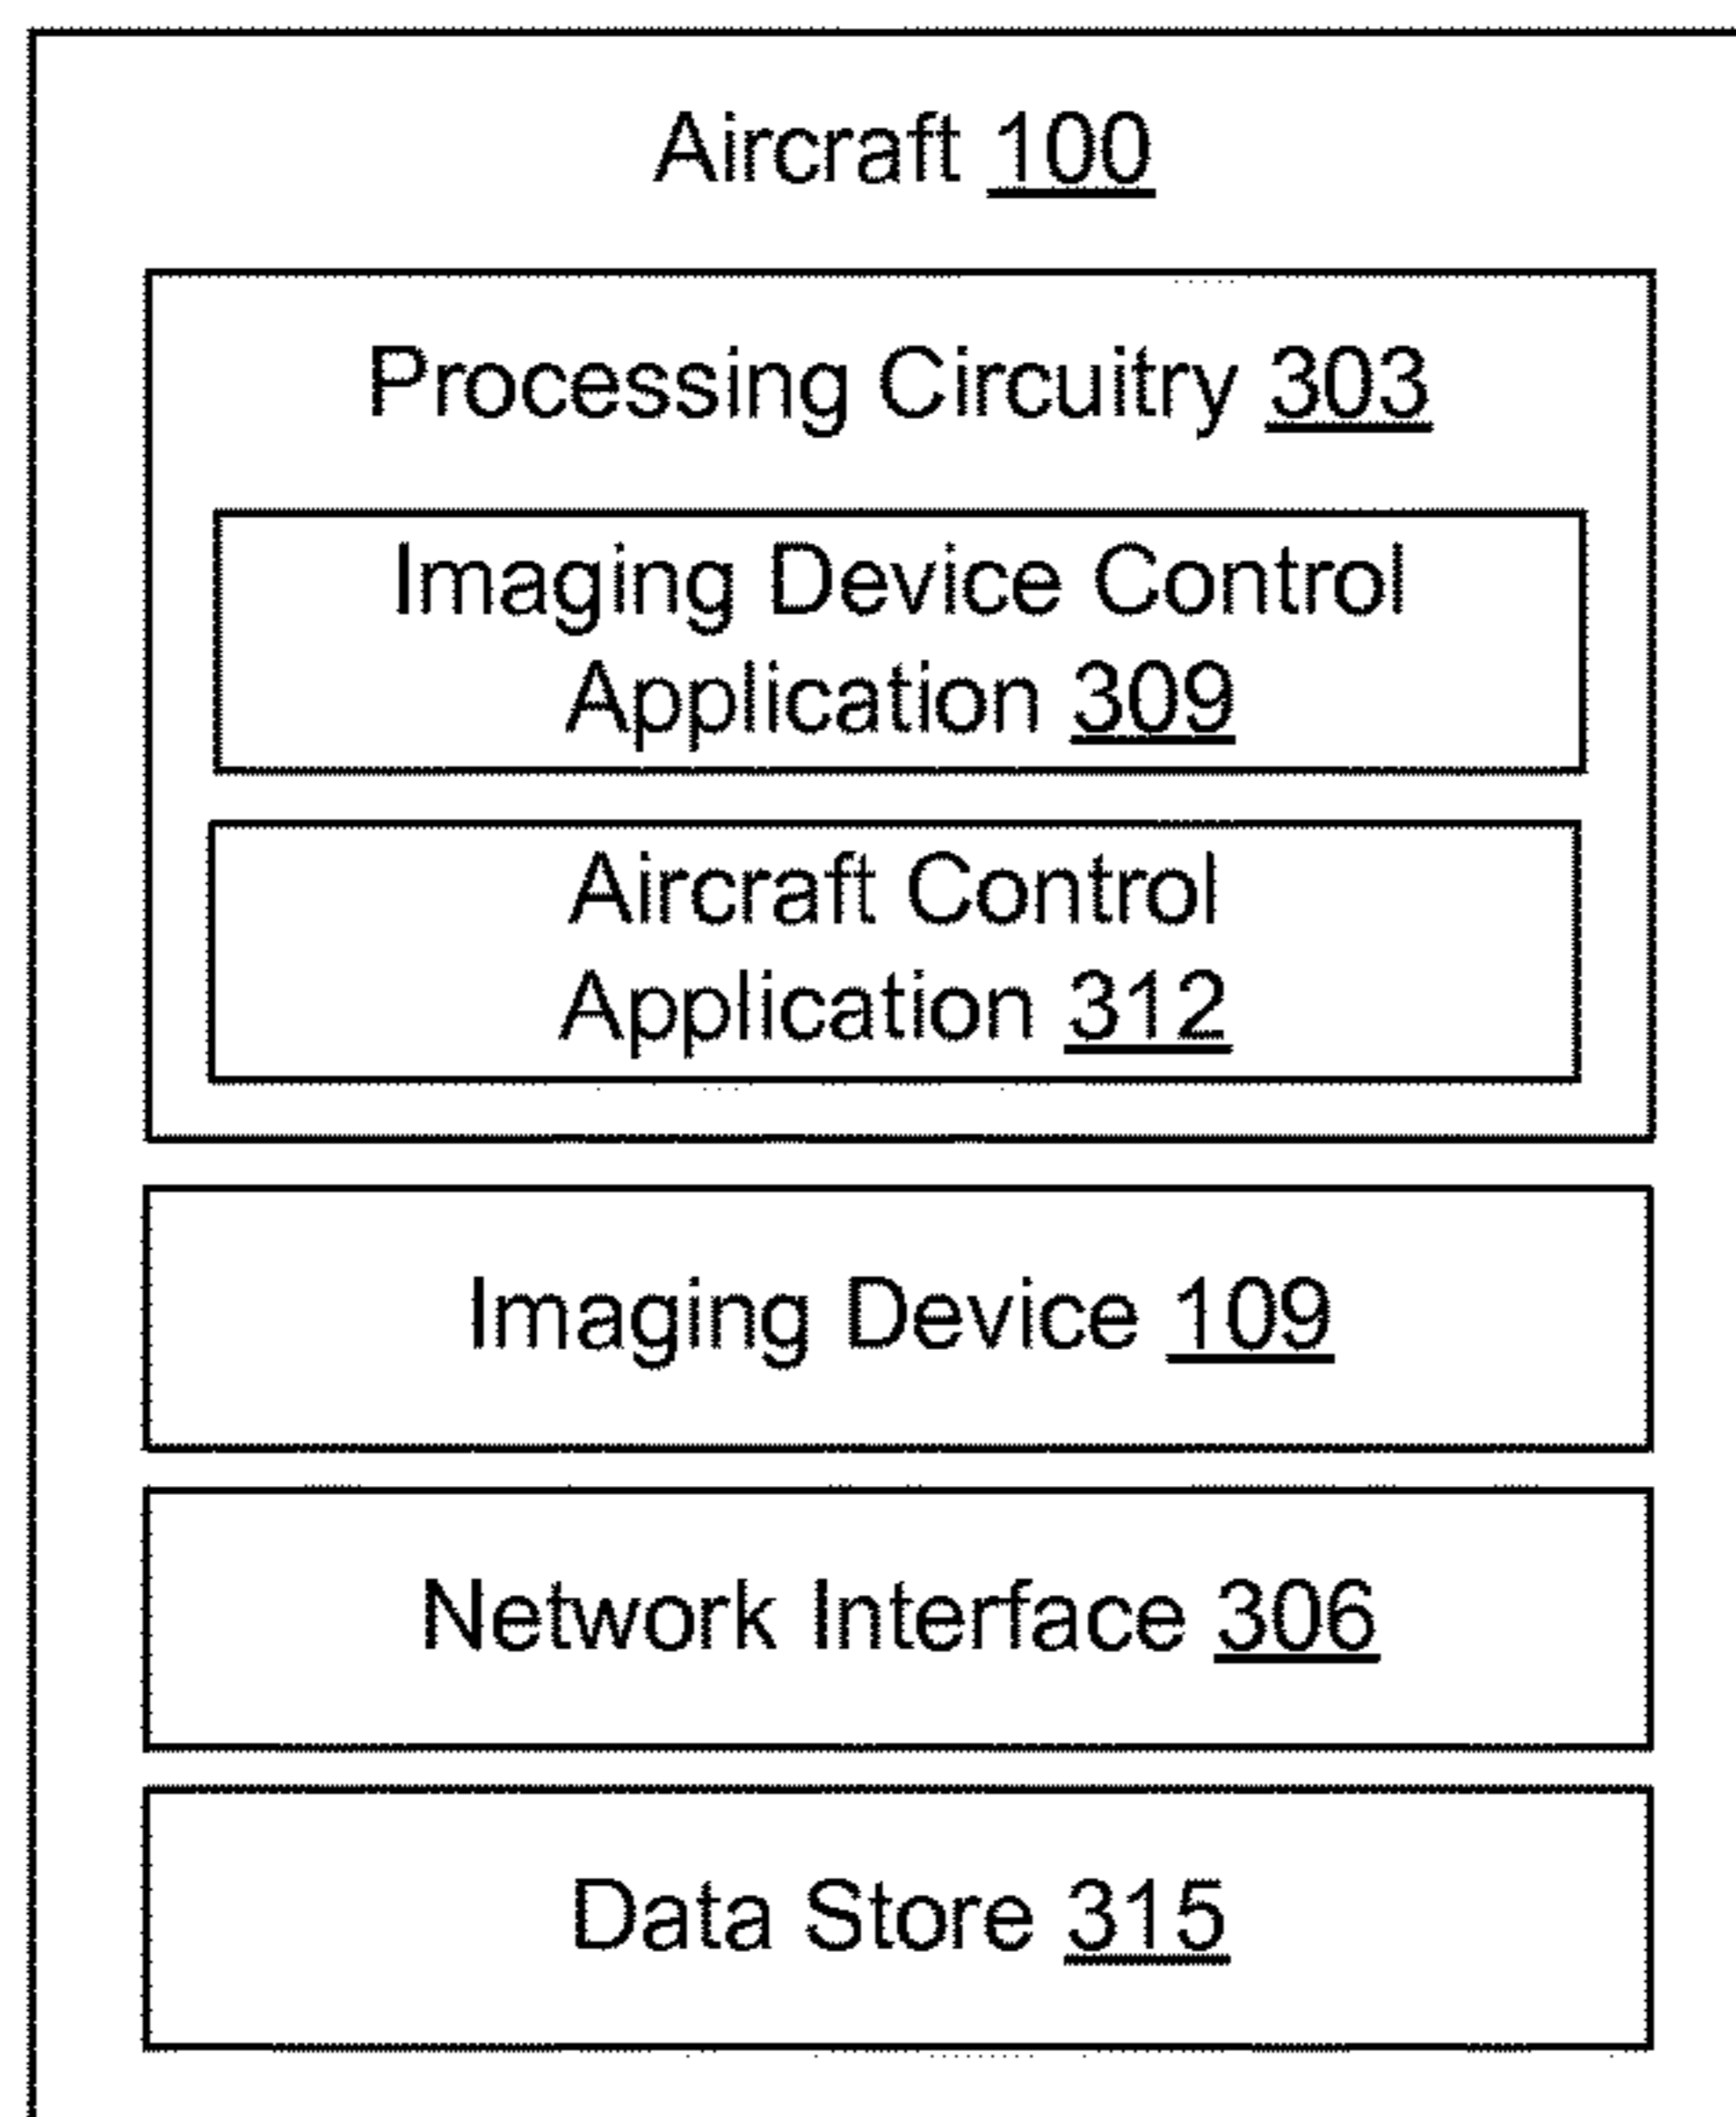 Aircraft 100
Processing Circuitry 303
Imaging Device Control
Application 309
Aircraft Control
Application 312
Imaging Device 109
Network Interface 306
Data Store 315